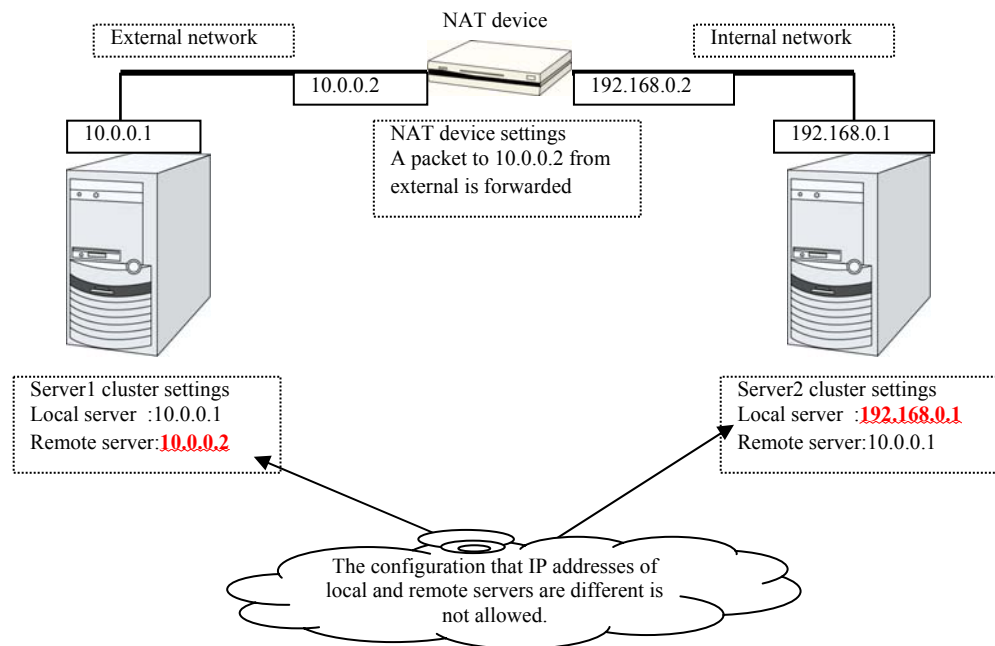 NAT device
External network
Internal network
10.0.0.2
192.168.0.2
10.0.0.1
192.168.0.1
NAT device settings
A packet to 10.0.0.2 from
external is forwarded
Server1 cluster settings
Local server :10.0.0.1
Remote server:10.0.0.2
Server2 cluster settings
Local server :192.168.0.1
Remote server:10.0.0.1
The configuration that IP addresses of
local and remote servers are different is
not allowed.